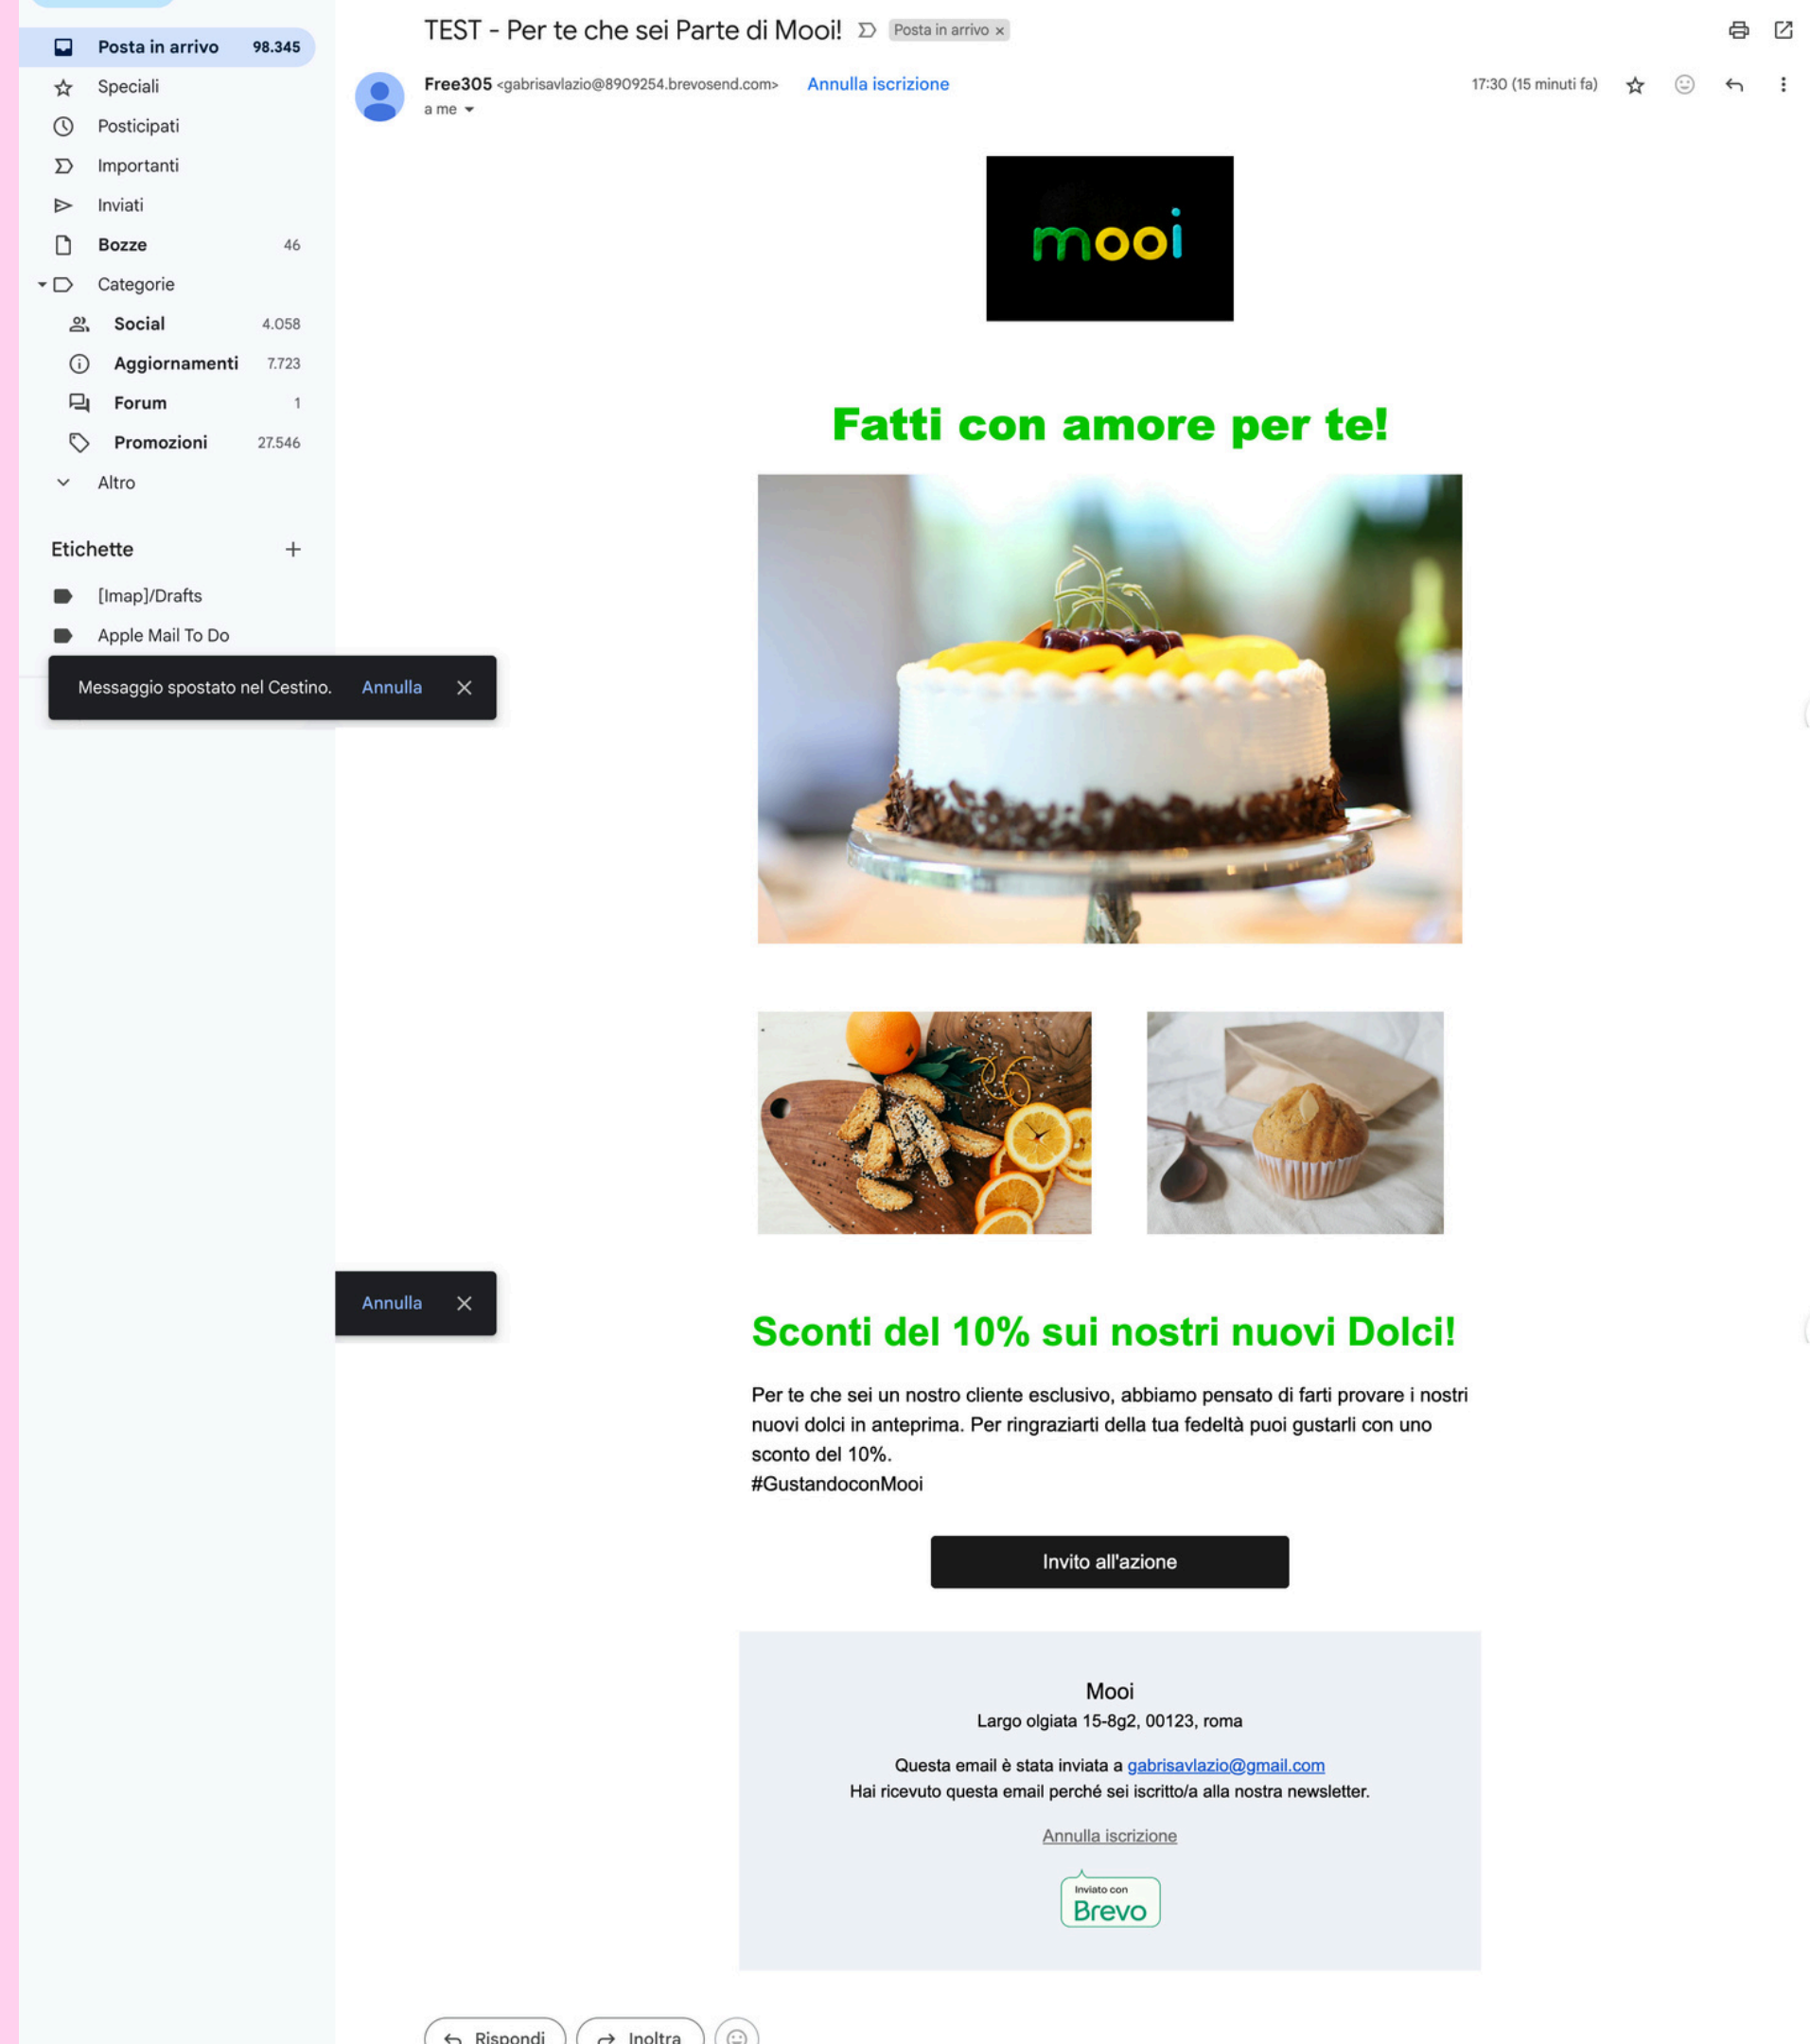 TEST - Per te che sei Parte di Mooi! Posta in arrivo ×
Free305 <gabrisavlazio@8909254.brevosend.com> Annulla iscrizione 17:30 (15 minuti fa)
a me
Posta in arrivo 98.345
Speciali
Posticipati
Importanti
Inviati
Bozze 46
Categorie
Social 4.058
Aggiornamenti 7.723
Forum 1
Promozioni 27.546
Altro
Etichette +
[Imap]/Drafts
Apple Mail To Do
Messaggio spostato nel Cestino. Annulla
mooi
Fatti con amore per te!
Annulla
Sconti del 10% sui nostri nuovi Dolci!
Per te che sei un nostro cliente esclusivo, abbiamo pensato di farti provare i nostri
nuovi dolci in anteprima. Per ringraziarti della tua fedeltà puoi gustarli con uno
sconto del 10%.
#GustandoconMooi
Invito all'azione
Mooi
Largo olgiata 15-8g2, 00123, roma
Questa email è stata inviata a gabrisavlazio@gmail.com
Hai ricevuto questa email perché sei iscritto/a alla nostra newsletter.
Annulla iscrizione
Inviato con
Brevo
Rispondi
Inoltra